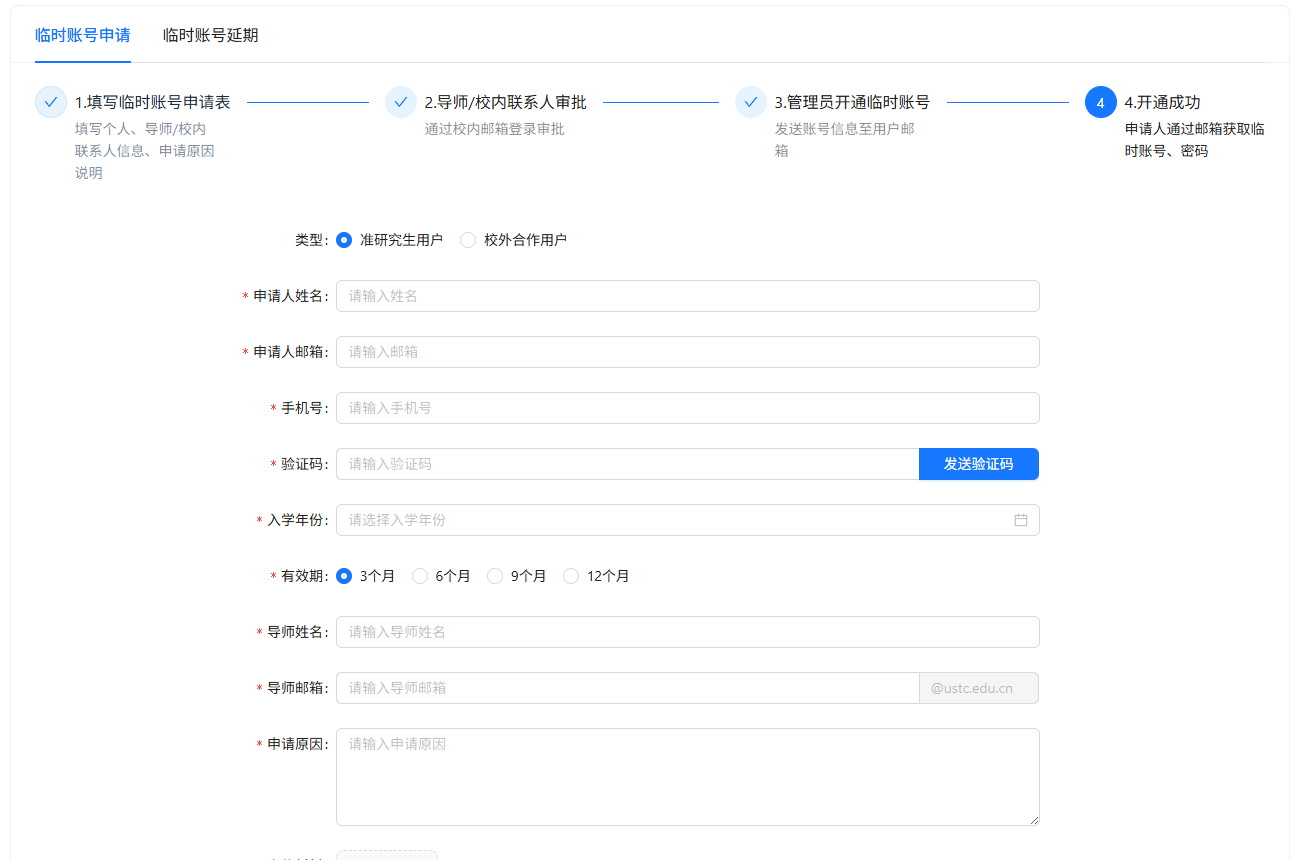 临时账号申请 临时账号延期
1.填写临时账号申请表
填写个人、导师/校内
联系人信息、申请原因
说明
2.导师/校内联系人审批
通过校内邮箱登录审批
3.管理员开通临时账号
发送账号信息至用户邮
箱
4 4.开通成功
申请人通过邮箱获取临
时账号、密码
类型: 准研究生用户 校外合作用户
* 申请人姓名: 请输入姓名
* 申请人邮箱: 请输入邮箱
* 手机号: 请输入手机号
* 验证码: 请输入验证码 发送验证码
* 入学年份: 请选择入学年份
* 有效期: 3个月 6个月 9个月 12个月
* 导师姓名: 请输入导师姓名
* 导师邮箱: 请输入导师邮箱 @ustc.edu.cn
* 申请原因: 请输入申请原因